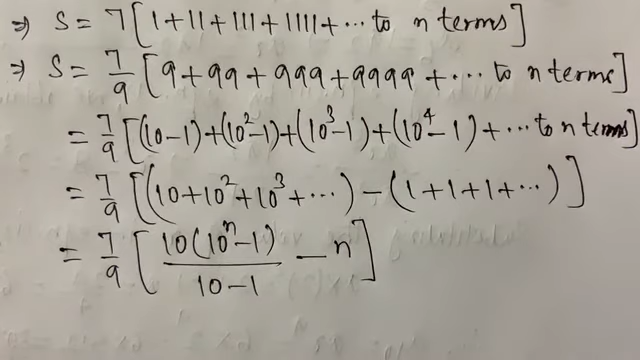 ⇒ S = 7[1+11+111+1111+··· to n terms]
⇒ S = 7/9 [9+99+999+9999+··· to n terms]
= 7/9 [(10-1)+(10²-1)+(10³-1)+(10⁴-1)+··· to n terms]
= 7/9 [(10+10²+10³+···)-(1+1+1+···)]
= 7/9 [10(10ⁿ-1)/10-1 - n]